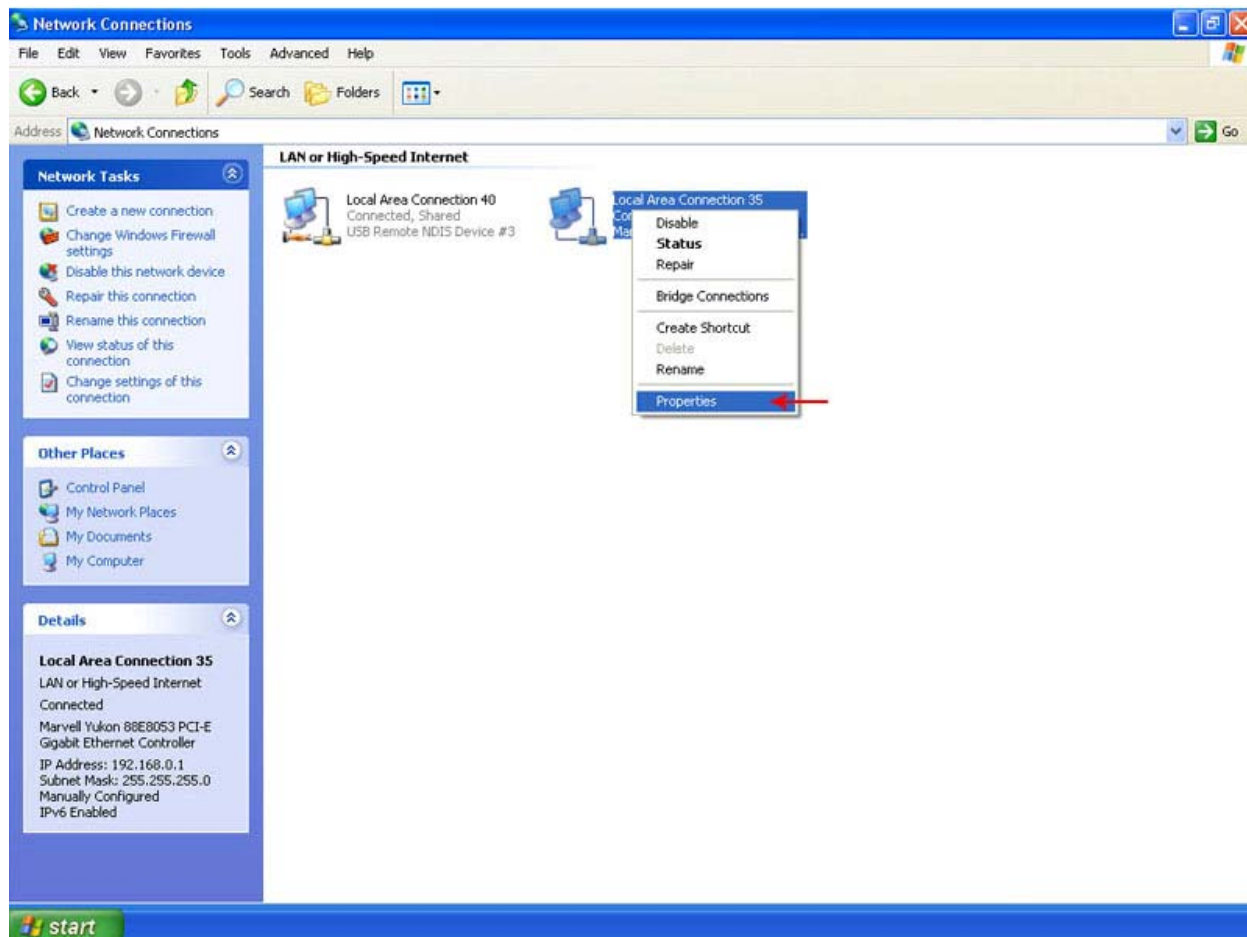 Network Connections
File Edit View Favorites Tools Advanced Help
Back Search Folders
Address Network Connections Go
Network Tasks
Create a new connection
Change Windows Firewall
settings
Disable this network device
Repair this connection
Rename this connection
View status of this
connection
Change settings of this
connection
Other Places
Control Panel
My Network Places
My Documents
My Computer
Details
Local Area Connection 35
LAN or High-Speed Internet
Connected
Marvell Yukon 88E8053 PCI-E
Gigabit Ethernet Controller
IP Address: 192.168.0.1
Subnet Mask: 255.255.255.0
Manually Configured
IPv6 Enabled
LAN or High-Speed Internet
Local Area Connection 40
Connected, Shared
USB Remote NDIS Device #3
Local Area Connection 35
Disable
Status
Repair
Bridge Connections
Create Shortcut
Delete
Rename
Properties
start